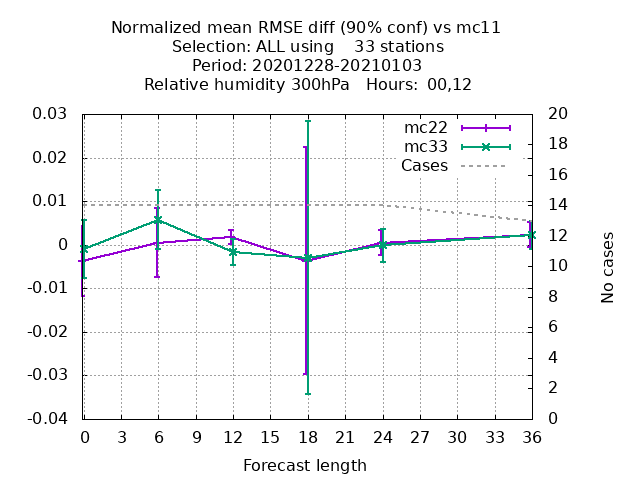 Normalized mean RMSE diff (90% conf) vs mc11
Selection: ALL using    33 stations
Period: 20201228-20210103
Relative humidity 300hPa   Hours:  00,12
0.03
0.02
0.01
0
-0.01
-0.02
-0.03
-0.04
mc22
mc33
Cases
20
18
16
14
12
10
8
6
4
2
0
No cases
0 3 6 9 12 15 18 21 24 27 30 33 36
Forecast length